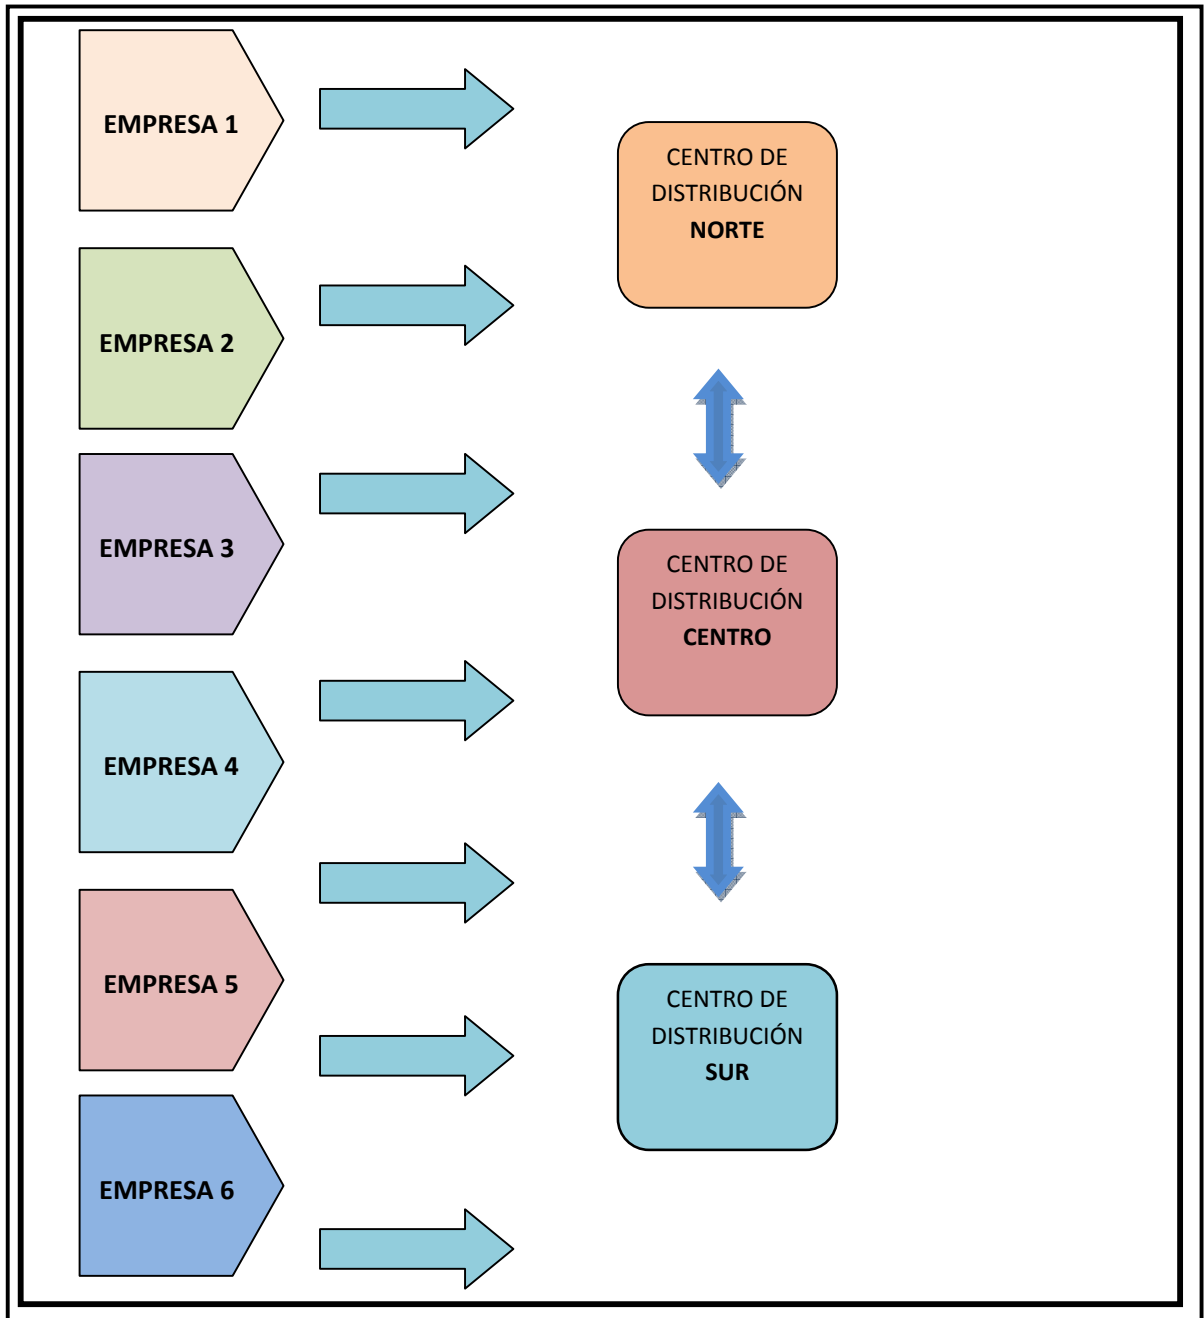 EMPRESA 1
EMPRESA 2
EMPRESA 3
EMPRESA 4
EMPRESA 5
EMPRESA 6
CENTRO DE
DISTRIBUCIÓN
NORTE
CENTRO DE
DISTRIBUCIÓN
CENTRO
CENTRO DE
DISTRIBUCIÓN
SUR